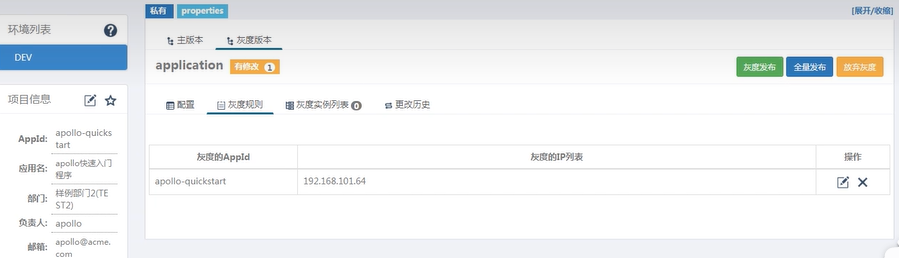 环境列表
DEV
项目信息
AppId: apollo-quicks
tart
应用名: apollo快速入门
程序
部门: 样例部门2(TE
ST2)
负责人: apollo
邮箱: apollo@acme.
com
私有 properties [展开/收缩]
主版本 灰度版本
application 有修改 1 灰度发布 全量发布 放弃灰度
配置 灰度规则 灰度实例列表 0 更改历史
灰度的AppId 灰度的IP列表 操作
apollo-quickstart 192.168.101.64